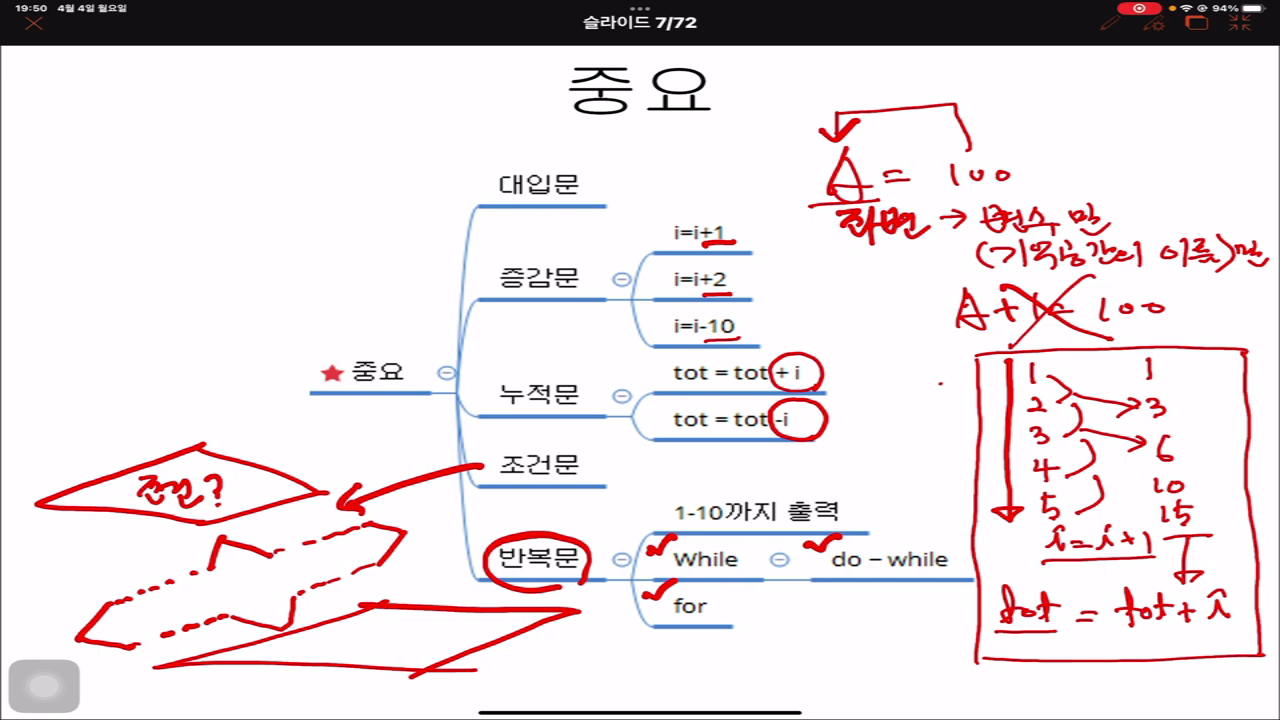 19:50 4월 4일 월요일
94%
슬라이드 7/72
중요
★ 중요
대입문
증감문
i=i+1
i=i+2
i=i-10
누적문
tot = tot + i
tot = tot -i
조건문
반복문
1-10까지 출력
While
do – while
for
조건?
A = 100
좌변 → 변수만
(기억공간의 이름)만
A+1= 100
1 1
2 3
3 6
4 10
5 15
i=i+1
tot = tot+i